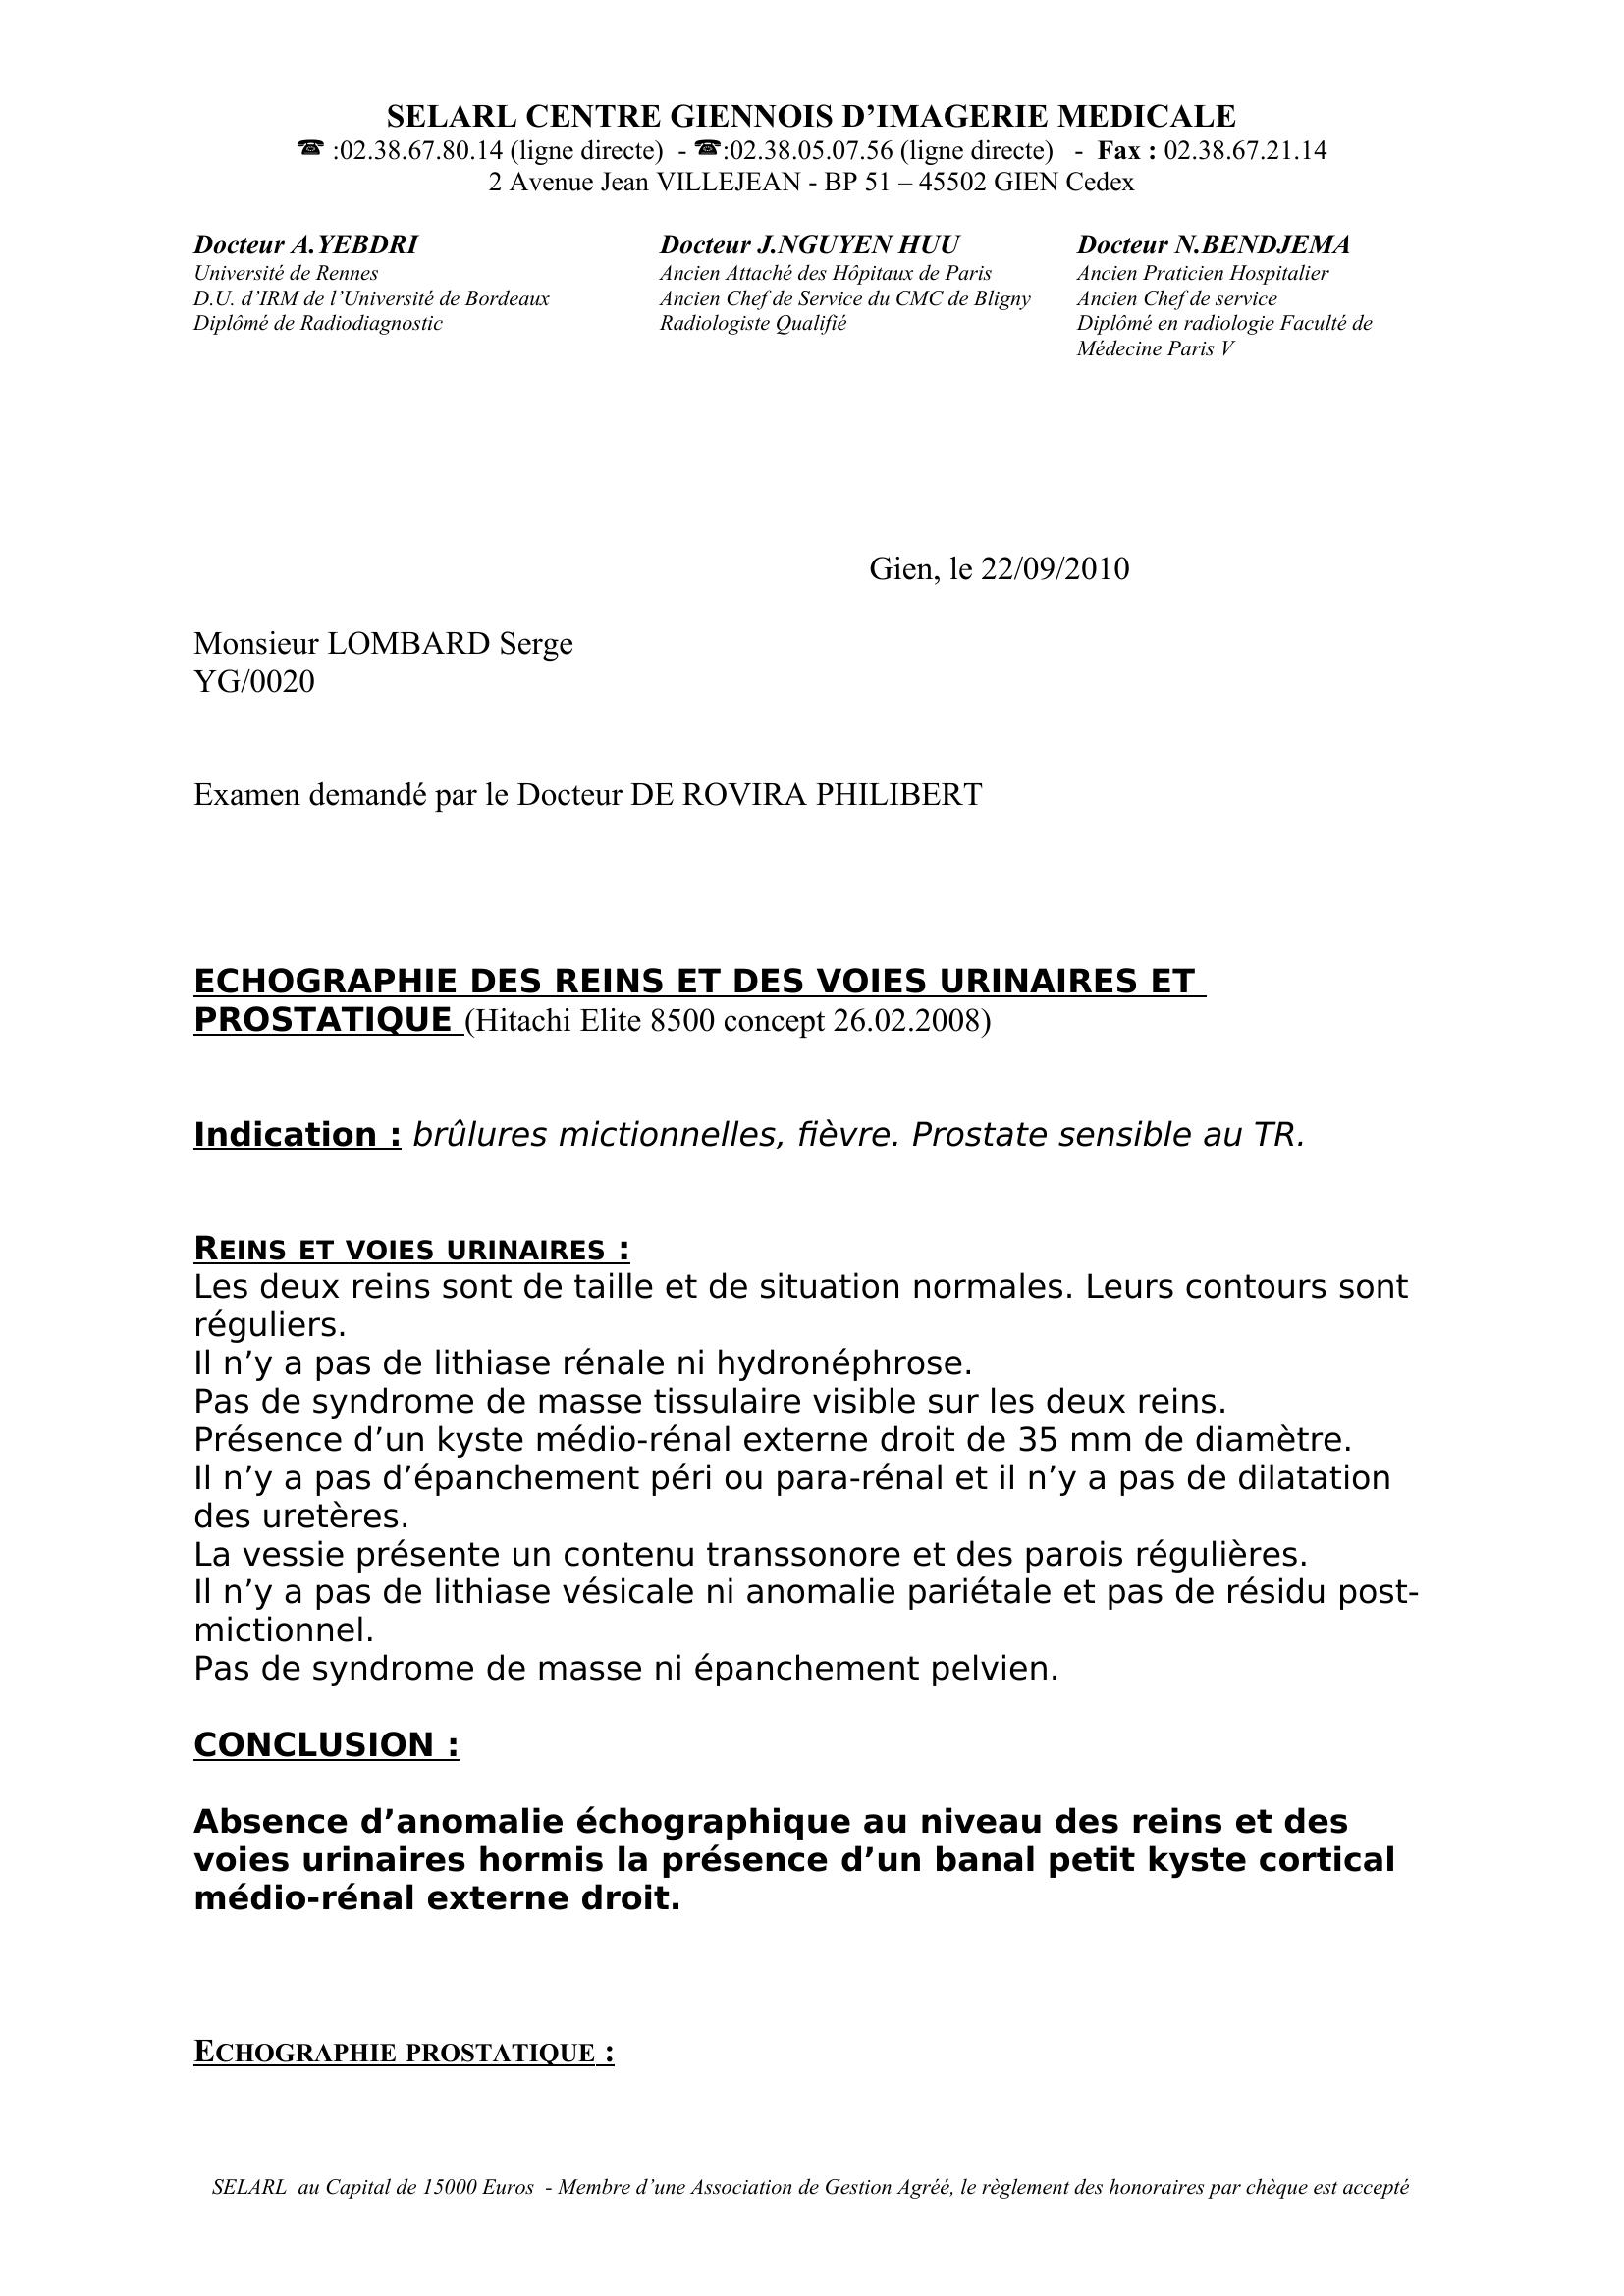 SELARL CENTRE GIENNOIS D’IMAGERIE MEDICALE
☎ :02.38.67.80.14 (ligne directe) - ☎:02.38.05.07.56 (ligne directe) - Fax : 02.38.67.21.14
2 Avenue Jean VILLEJEAN - BP 51 – 45502 GIEN Cedex
Docteur A.YEBDRI
Université de Rennes
D.U. d’IRM de l’Université de Bordeaux
Diplômé de Radiodiagnostic
Docteur J.NGUYEN HUU
Ancien Attaché des Hôpitaux de Paris
Ancien Chef de Service du CMC de Bligny
Radiologiste Qualifié
Docteur N.BENDJEMA
Ancien Praticien Hospitalier
Ancien Chef de service
Diplômé en radiologie Faculté de
Médecine Paris V
Gien, le 22/09/2010
Monsieur LOMBARD Serge
YG/0020
Examen demandé par le Docteur DE ROVIRA PHILIBERT
ECHOGRAPHIE DES REINS ET DES VOIES URINAIRES ET
PROSTATIQUE (Hitachi Elite 8500 concept 26.02.2008)
Indication : brûlures mictionnelles, fièvre. Prostate sensible au TR.
REINS ET VOIES URINAIRES :
Les deux reins sont de taille et de situation normales. Leurs contours sont
réguliers.
Il n’y a pas de lithiase rénale ni hydronéphrose.
Pas de syndrome de masse tissulaire visible sur les deux reins.
Présence d’un kyste médio-rénal externe droit de 35 mm de diamètre.
Il n’y a pas d’épanchement péri ou para-rénal et il n’y a pas de dilatation
des uretères.
La vessie présente un contenu transsonore et des parois régulières.
Il n’y a pas de lithiase vésicale ni anomalie pariétale et pas de résidu post-
mictionnel.
Pas de syndrome de masse ni épanchement pelvien.
CONCLUSION :
Absence d’anomalie échographique au niveau des reins et des
voies urinaires hormis la présence d’un banal petit kyste cortical
médio-rénal externe droit.
ECHOGRAPHIE PROSTATIQUE :
SELARL au Capital de 15000 Euros - Membre d’une Association de Gestion Agréé, le règlement des honoraires par chèque est accepté